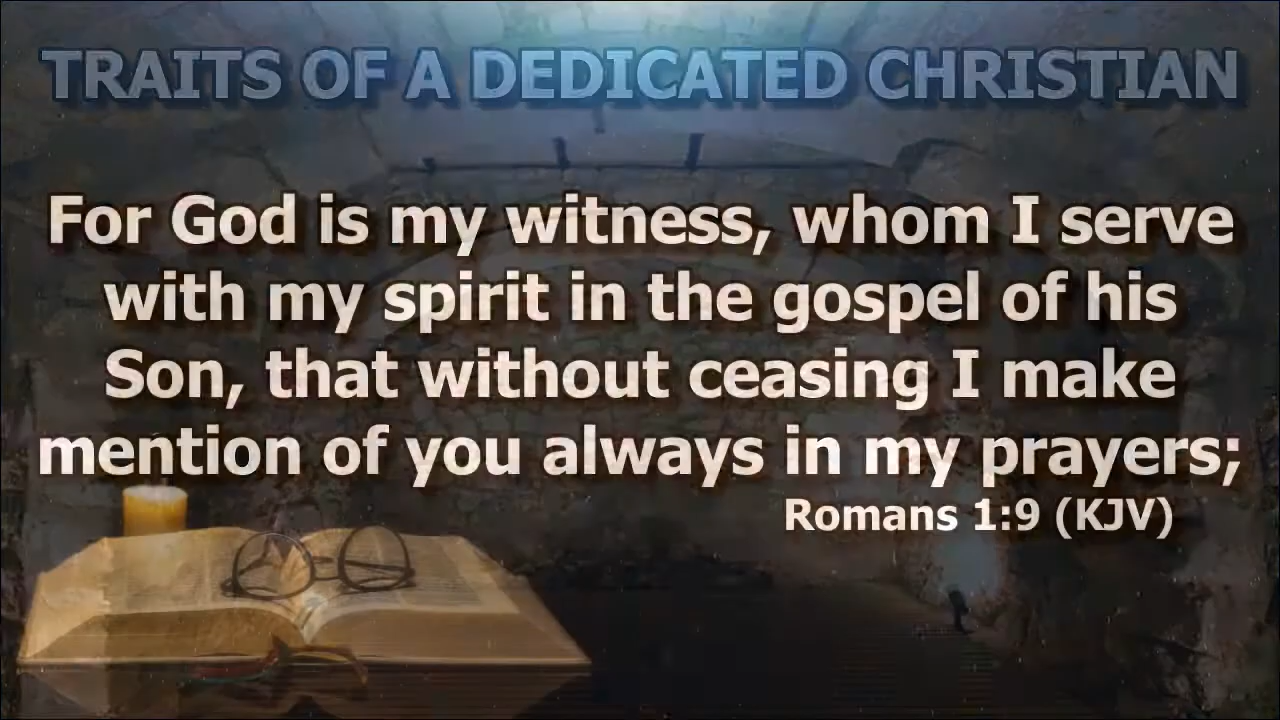 TRAITS OF A DEDICATED CHRISTIAN
For God is my witness, whom I serve
with my spirit in the gospel of his
Son, that without ceasing I make
mention of you always in my prayers;
Romans 1:9 (KJV)